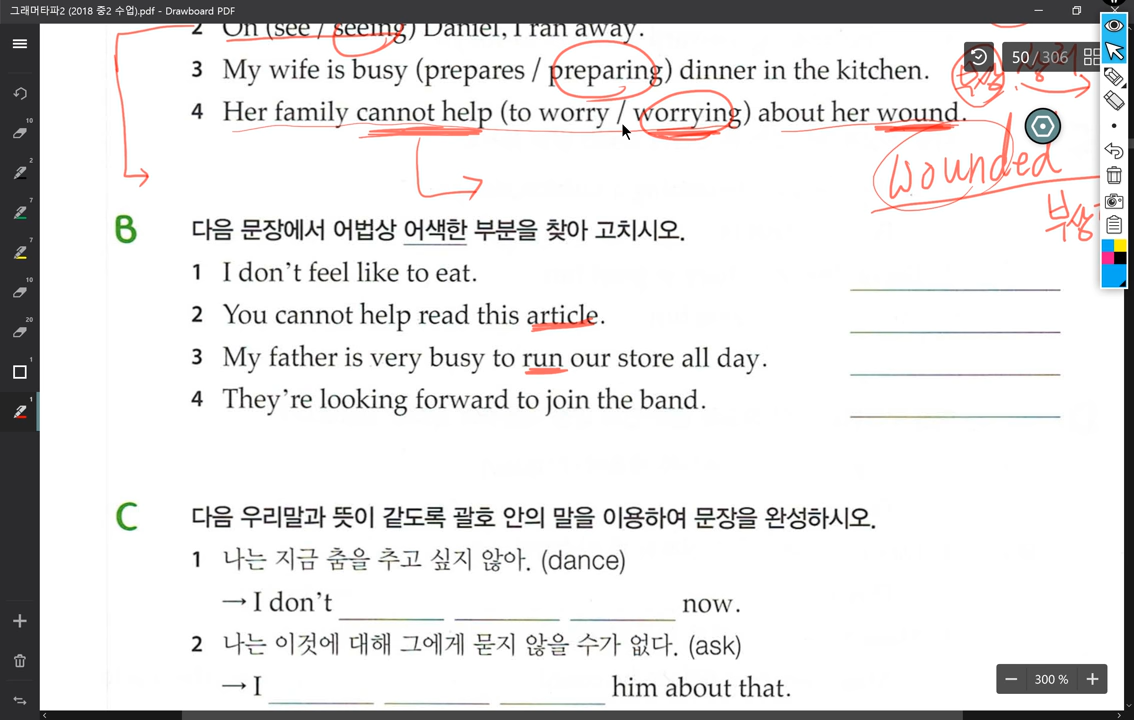 그래머타파2 (2018 중2 수업).pdf - Drawboard PDF
2 On (see / seeing) Daniel, I ran away.
50 / 306
3 My wife is busy (prepares / preparing) dinner in the kitchen.
4 Her family cannot help (to worry / worrying) about her wound.
wounded
B 다음 문장에서 어법상 어색한 부분을 찾아 고치시오.
1 I don't feel like to eat.
2 You cannot help read this article.
3 My father is very busy to run our store all day.
4 They're looking forward to join the band.
C 다음 우리말과 뜻이 같도록 괄호 안의 말을 이용하여 문장을 완성하시오.
1 나는 지금 춤을 추고 싶지 않아. (dance)
→ I don't now.
2 나는 이것에 대해 그에게 묻지 않을 수가 없다. (ask)
→ I him about that.
300 %
10
2
7
7
10
20
1
1